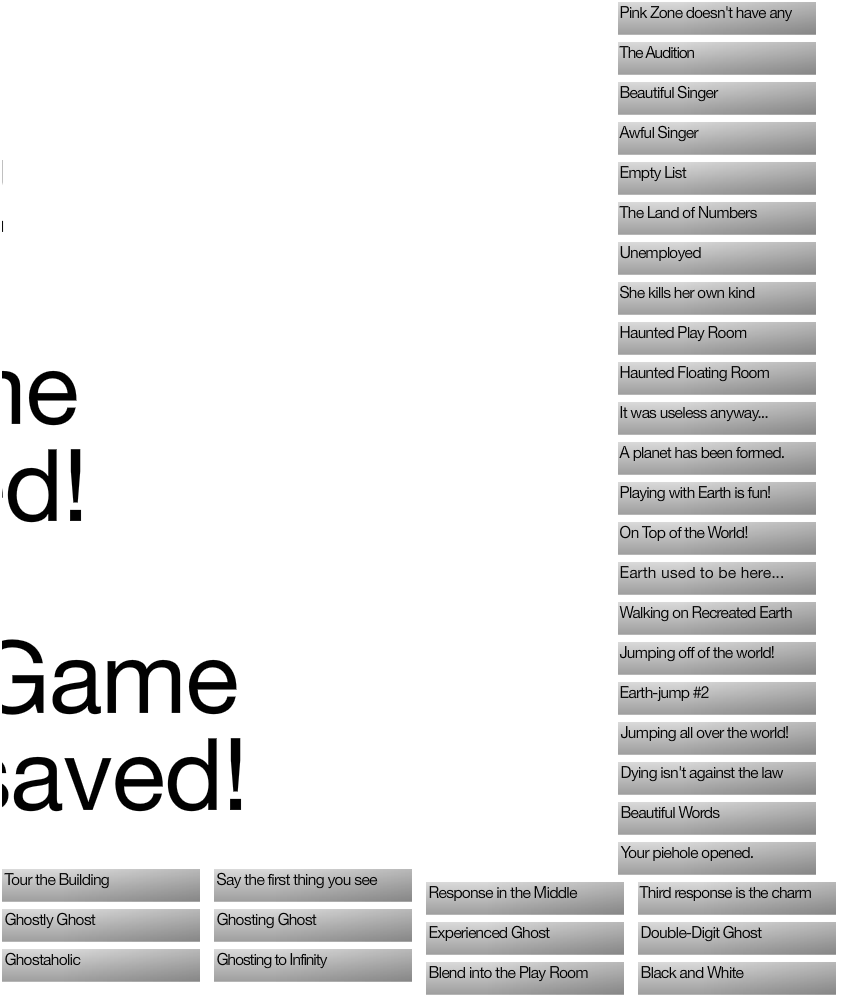 Pink Zone doesn't have any
The Audition
Beautiful Singer
Awful Singer
Empty List
The Land of Numbers
Unemployed
She kills her own kind
Haunted Play Room
Haunted Floating Room
It was useless anyway...
A planet has been formed.
Playing with Earth is fun!
On Top of the World!
Earth used to be here...
Walking on Recreated Earth
Jumping off of the world!
Earth-jump #2
Jumping all over the world!
Dying isn't against the law
Beautiful Words
Your piehole opened.
ne
ed!
Game
saved!
Tour the Building
Ghostly Ghost
Ghostaholic
Say the first thing you see
Ghosting Ghost
Ghosting to Infinity
Response in the Middle
Experienced Ghost
Blend into the Play Room
Third response is the charm
Double-Digit Ghost
Black and White